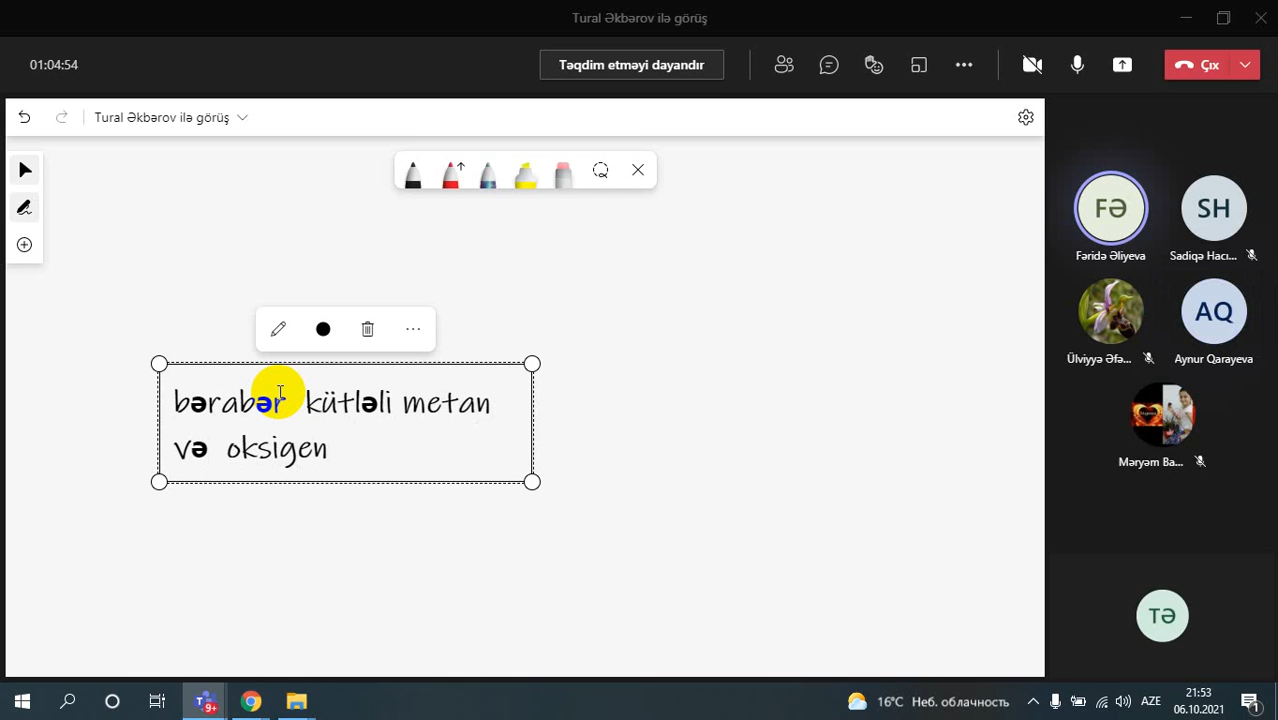 Tural Əkbərov ilə görüş
01:04:54
Təqdim etməyi dayandır
Çıx
Tural Əkbərov ilə görüş
bərabər kütləli metan
və oksigen
FƏ
SH
Fəridə Əliyeva
Sadiqə Hacı...
AQ
Ülviyyə Əfə...
Aynur Qarayeva
Məryəm Ba...
TƏ
9+
16°C Неб. облачность
AZE
21:53
06.10.2021
1